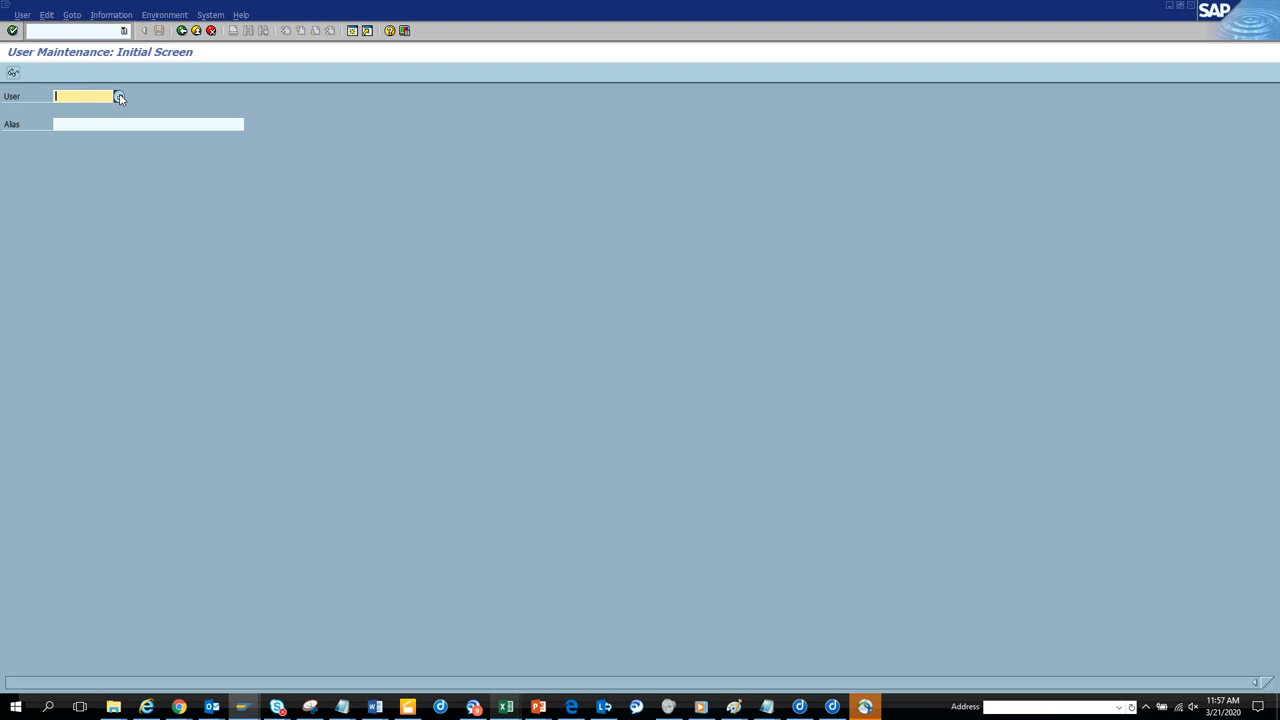 User Edit Goto Information Environment System Help
SAP
User Maintenance: Initial Screen
User
Alias
Address
11:57 AM
3/21/2020